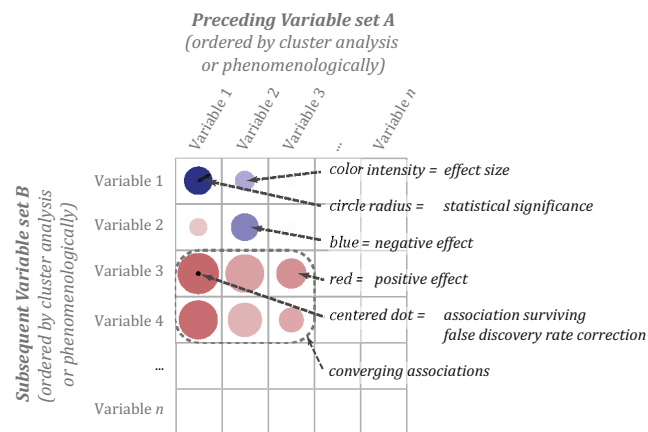 Preceding Variable set A
(ordered by cluster analysis
or phenomenologically)
Variable 1
Variable 2
Variable 3
...
Variable n
Subsequent Variable set B
(ordered by cluster analysis
or phenomenologically)
Variable 1
Variable 2
Variable 3
Variable 4
...
Variable n
color intensity = effect size
circle radius = statistical significance
blue = negative effect
red = positive effect
centered dot = association surviving
false discovery rate correction
converging associations